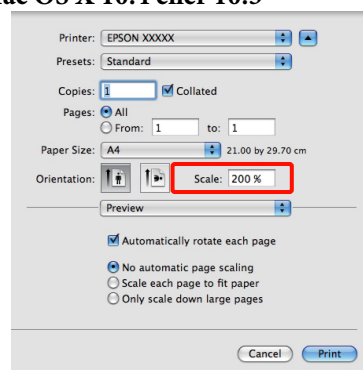 OS X 10.4 eller 10.5
Printer: EPSON XXXXX
Presets: Standard
Copies: 1 Collated
Pages: All
From: 1 to: 1
Paper Size: A4 21.00 by 29.70 cm
Orientation: Scale: 200 %
Preview
Automatically rotate each page
No automatic page scaling
Scale each page to fit paper
Only scale down large pages
Cancel Print